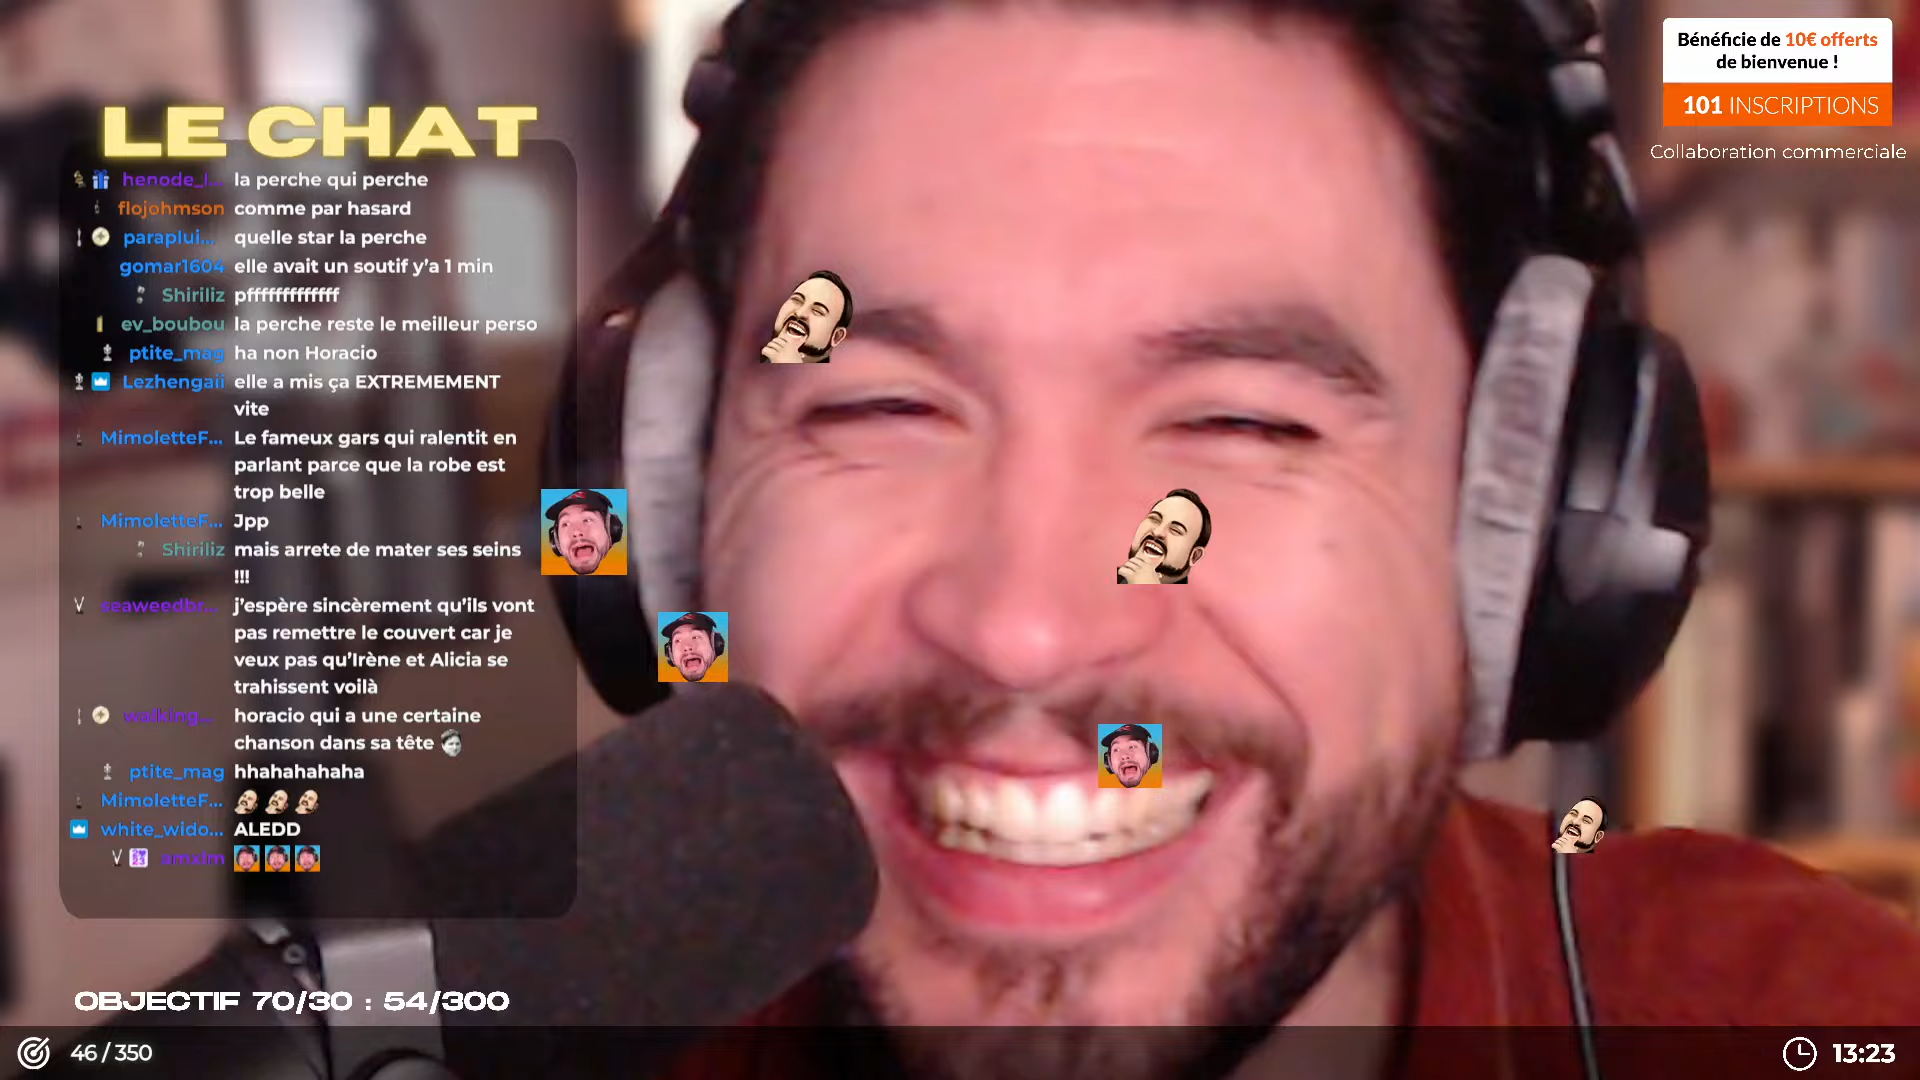 Bénéficie de 10€ offerts
de bienvenue !
101 INSCRIPTIONS
Collaboration commerciale
LE CHAT
henode_l... la perche qui perche
flojohmson comme par hasard
paraplui... quelle star la perche
gomar1604 elle avait un soutif y'a 1 min
Shiriliz pfffffffffffff
ev_boubou la perche reste le meilleur perso
ptite_mag ha non Horacio
Lezhengaii elle a mis ça EXTREMEMENT
vite
MimoletteF... Le fameux gars qui ralentit en
parlant parce que la robe est
trop belle
MimoletteF... Jpp
Shiriliz mais arrete de mater ses seins
!!!
seaweedbr... j'espère sincèrement qu'ils vont
pas remettre le couvert car je
veux pas qu'Irène et Alicia se
trahissent voilà
walking... horacio qui a une certaine
chanson dans sa tête
ptite_mag hhahahahaha
MimoletteF...
white_wido... ALEDD
amxlm
OBJECTIF 70/30 : 54/300
46 / 350
13:23